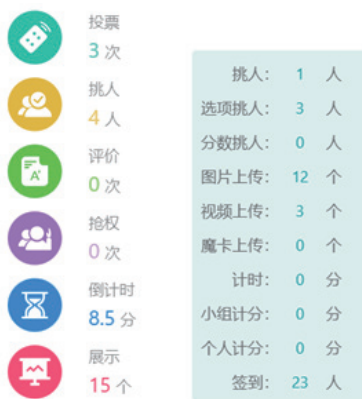 投票
3 次
挑人
4 人
评价
0 次
抢权
0 次
倒计时
8.5 分
展示
15 个
挑人： 1 人
选项挑人： 3 人
分数挑人： 0 人
图片上传： 12 个
视频上传： 3 个
魔卡上传： 0 个
计时： 0 分
小组计分： 0 分
个人计分： 0 分
签到： 23 人